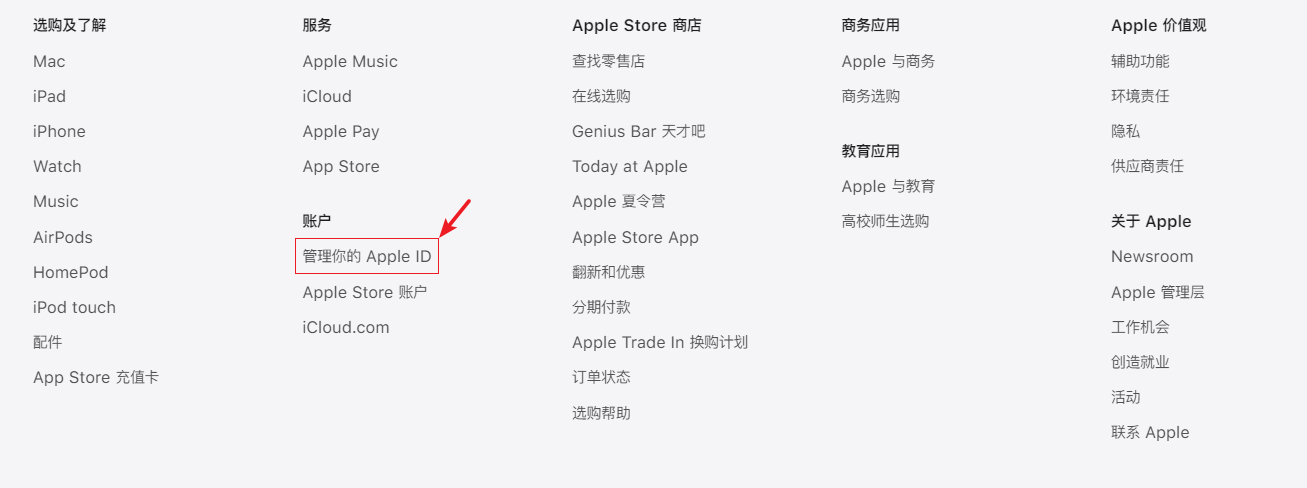 选购及了解
Mac
iPad
iPhone
Watch
Music
AirPods
HomePod
iPod touch
配件
App Store 充值卡
服务
Apple Music
iCloud
Apple Pay
App Store
账户
管理你的 Apple ID
Apple Store 账户
iCloud.com
Apple Store 商店
查找零售店
在线选购
Genius Bar 天才吧
Today at Apple
Apple 夏令营
Apple Store App
翻新和优惠
分期付款
Apple Trade In 换购计划
订单状态
选购帮助
商务应用
Apple 与商务
商务选购
教育应用
Apple 与教育
高校师生选购
Apple 价值观
辅助功能
环境责任
隐私
供应商责任
关于 Apple
Newsroom
Apple 管理层
工作机会
创造就业
活动
联系 Apple